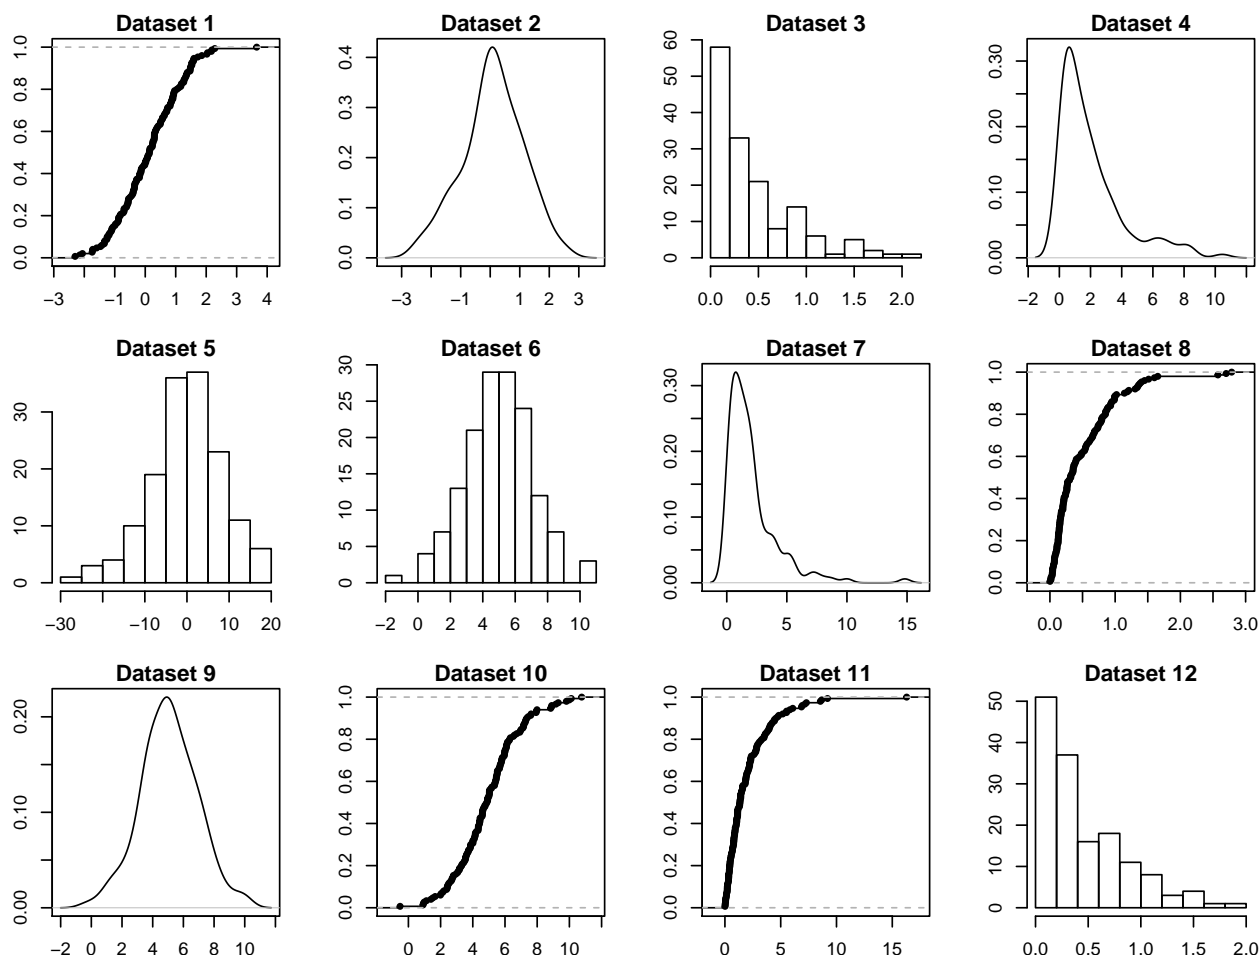 Dataset 1
0.0 0.2 0.4 0.6 0.8 1.0
−3 −1 0 1 2 3 4
Dataset 2
0.0 0.1 0.2 0.3 0.4
−3 −1 1 2 3
Dataset 3
0 10 20 30 40 50 60
0.0 0.5 1.0 1.5 2.0
Dataset 4
0.00 0.10 0.20 0.30
−2 0 2 4 6 8 10
Dataset 5
0 10 20 30
−30 −10 0 10 20
Dataset 6
0 5 10 15 20 25 30
−2 0 2 4 6 8 10
Dataset 7
0.00 0.10 0.20 0.30
0 5 10 15
Dataset 8
0.0 0.2 0.4 0.6 0.8 1.0
0.0 1.0 2.0 3.0
Dataset 9
0.00 0.10 0.20
−2 0 2 4 6 8 10
Dataset 10
0.0 0.2 0.4 0.6 0.8 1.0
0 2 4 6 8 10
Dataset 11
0.0 0.2 0.4 0.6 0.8 1.0
0 5 10 15
Dataset 12
0 10 20 30 40 50
0.0 0.5 1.0 1.5 2.0